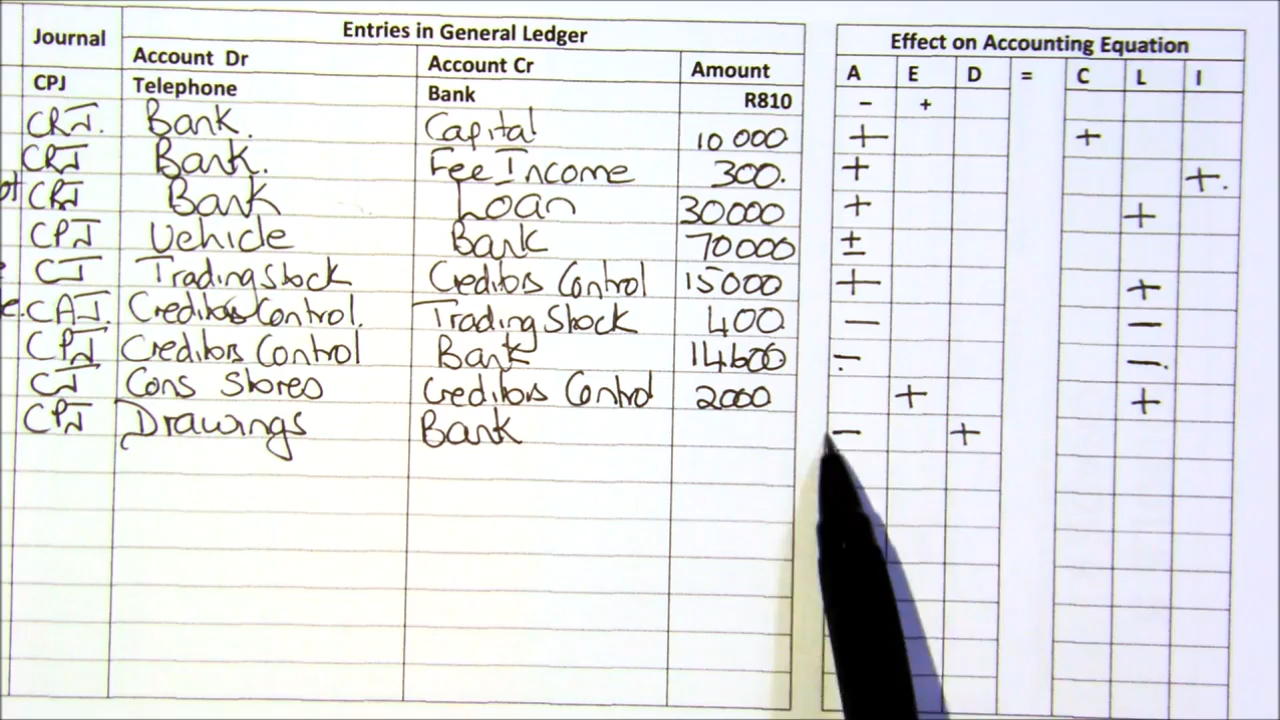 Journal Entries in General Ledger Effect on Accounting Equation
Account Dr Account Cr Amount A E D = C L I
CPJ Telephone Bank R810 - +
CRJ. Bank. Capital 10 000 + +
CRJ Bank. Fee Income 300. + +.
CRJ Bank Loan 30000 + +
CPJ Vehicle Bank 70000 ±
CJ Trading Stock Creditors Control 15000 + +
CAJ. Creditors Control. Trading Stock 400 - -
CPJ Creditors Control Bank 14600 - -.
CJ Cons Stores Creditors Control 2000 + +
CPJ Drawings Bank - +